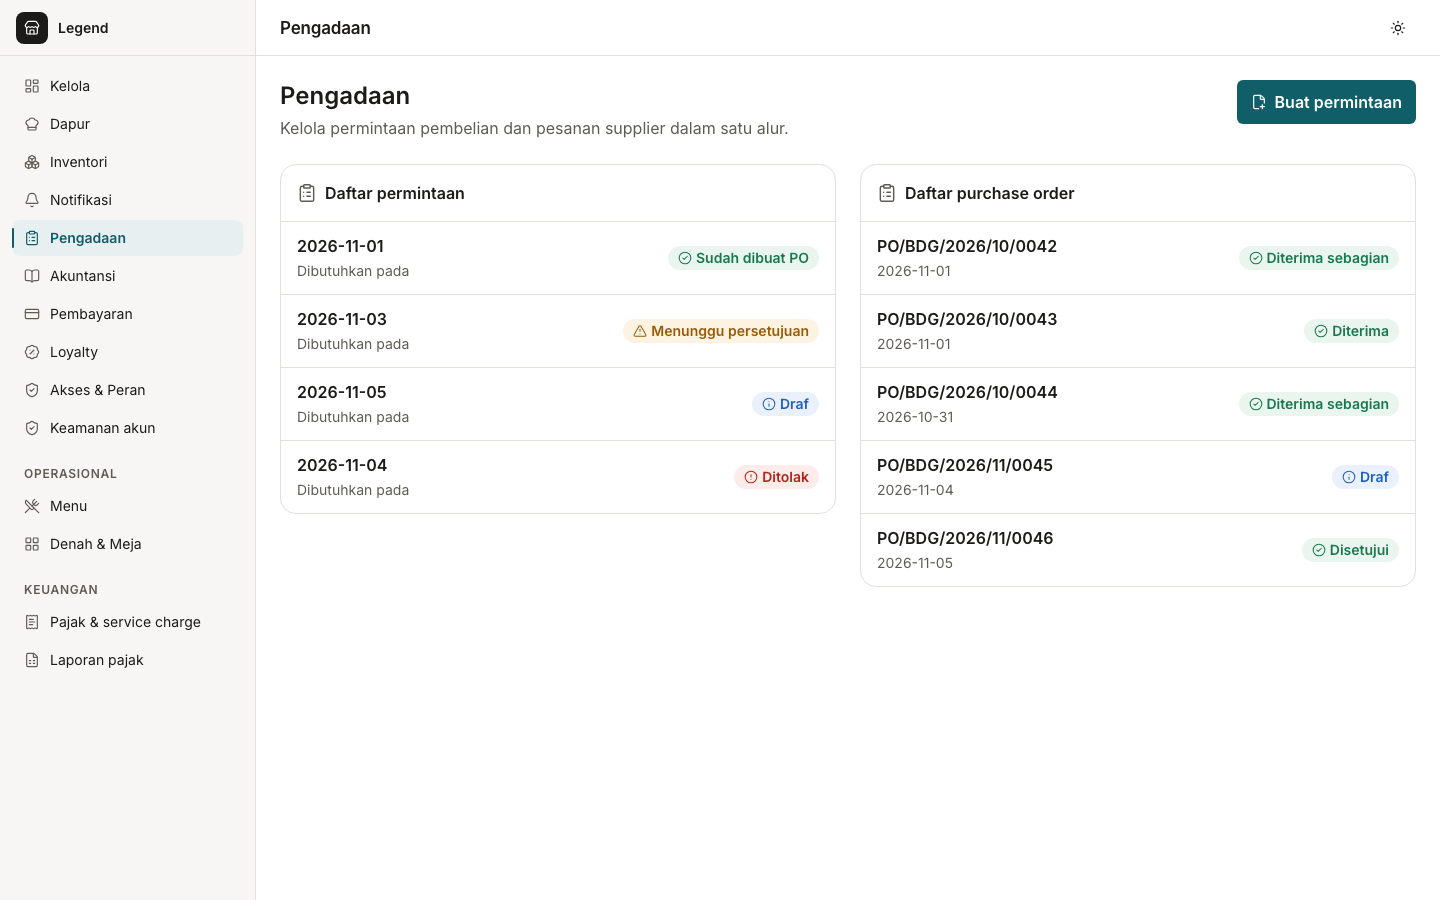 Legend
Kelola
Dapur
Inventori
Notifikasi
Pengadaan
Akuntansi
Pembayaran
Loyalty
Akses & Peran
Keamanan akun
OPERASIONAL
Menu
Denah & Meja
KEUANGAN
Pajak & service charge
Laporan pajak
Pengadaan
Pengadaan
Kelola permintaan pembelian dan pesanan supplier dalam satu alur.
Buat permintaan
Daftar permintaan
2026-11-01
Dibutuhkan pada
Sudah dibuat PO
2026-11-03
Dibutuhkan pada
Menunggu persetujuan
2026-11-05
Dibutuhkan pada
Draf
2026-11-04
Dibutuhkan pada
Ditolak
Daftar purchase order
PO/BDG/2026/10/0042
2026-11-01
Diterima sebagian
PO/BDG/2026/10/0043
2026-11-01
Diterima
PO/BDG/2026/10/0044
2026-10-31
Diterima sebagian
PO/BDG/2026/11/0045
2026-11-04
Draf
PO/BDG/2026/11/0046
2026-11-05
Disetujui